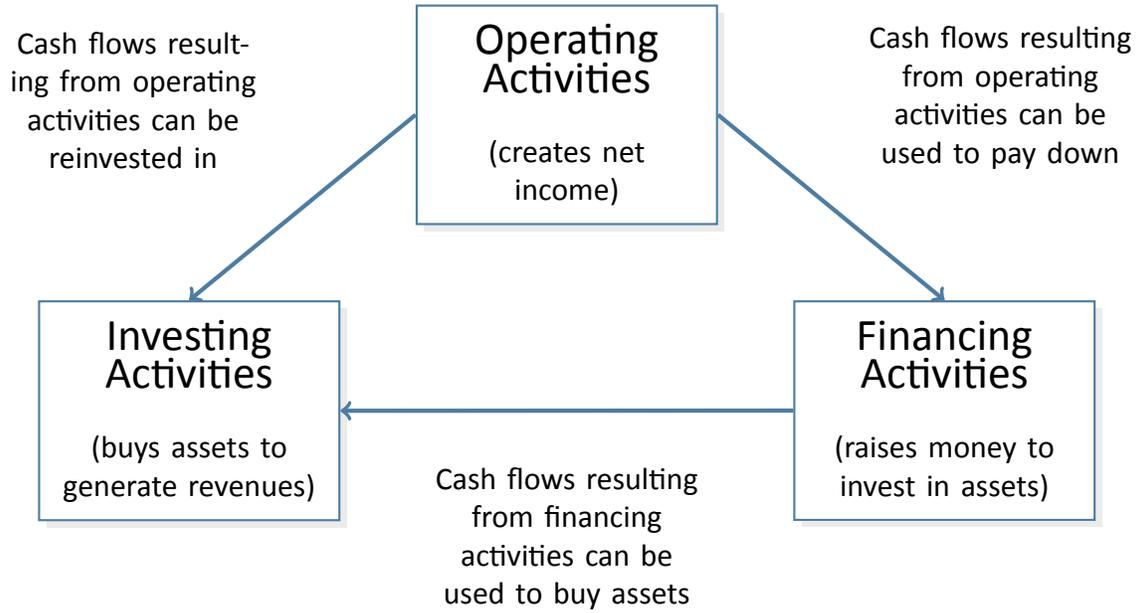 Cash flows result-
ing from operating
activities can be
reinvested in
Operating
Activities
(creates net
income)
Cash flows resulting
from operating
activities can be
used to pay down
Investing
Activities
(buys assets to
generate revenues)
Financing
Activities
(raises money to
invest in assets)
Cash flows resulting
from financing
activities can be
used to buy assets